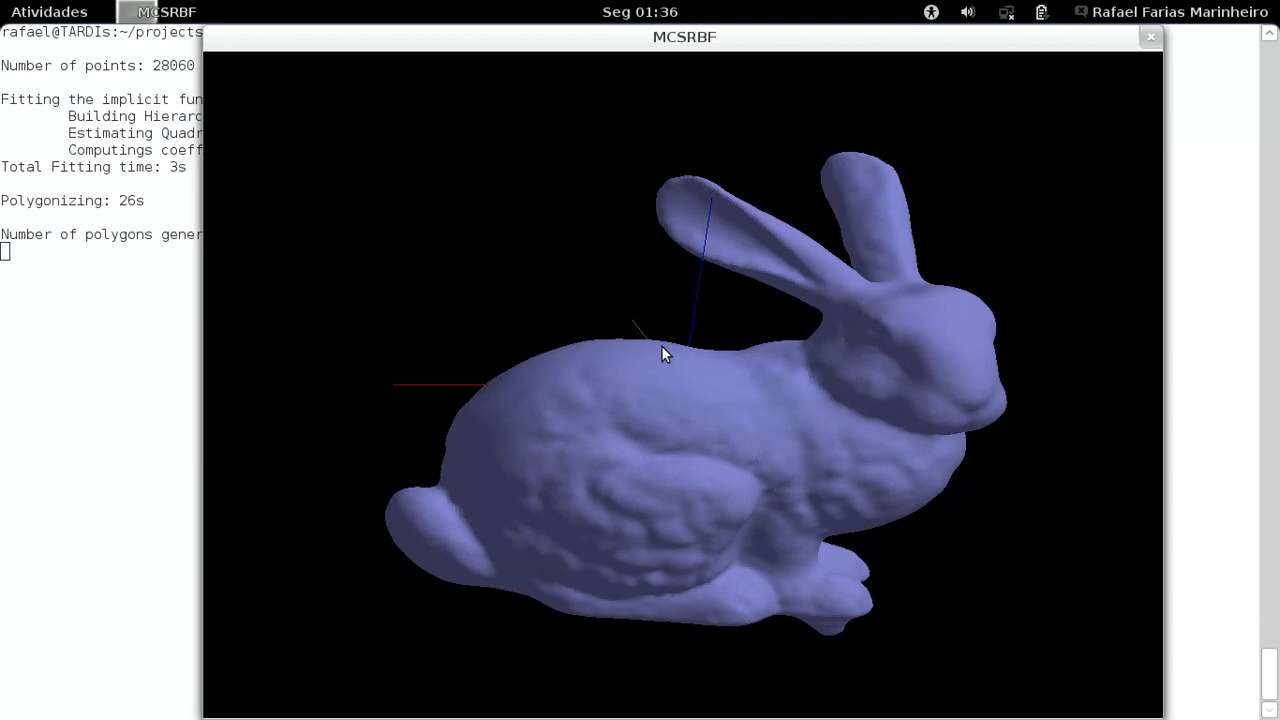 Atividades
MCSRBF
Seg 01:36
Rafael Farias Marinheiro
MCSRBF
rafael@TARDIs:~/projects
Number of points: 28060
Fitting the implicit fun
Building Hierarc
Estimating Quadr
Computings coeff
Total Fitting time: 3s
Polygonizing: 26s
Number of polygons gener